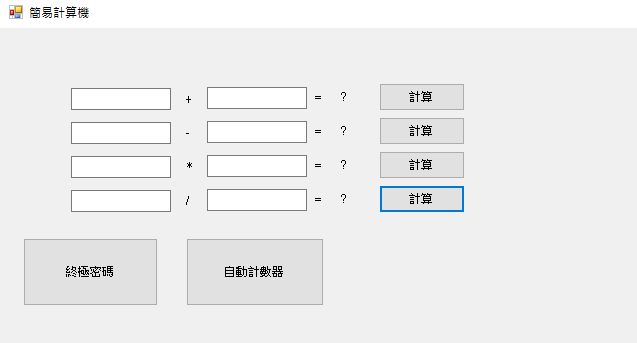 簡易計算機
+ = ? 計算
- = ? 計算
* = ? 計算
/ = ? 計算
終極密碼 自動計數器